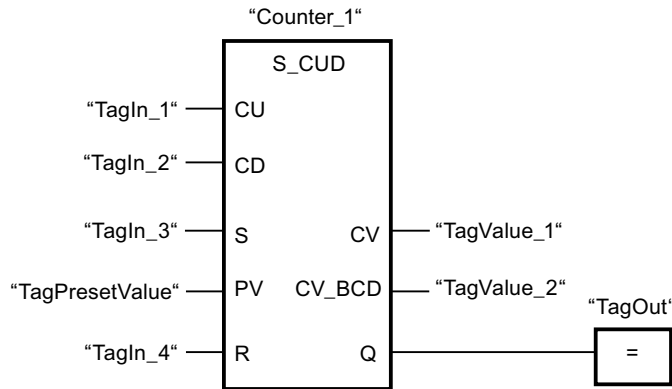 “Counter_1“
S_CUD
“TagIn_1“ CU
“TagIn_2“ CD
“TagIn_3“ S CV “TagValue_1“
“TagPresetValue“ PV CV_BCD “TagValue_2“
“TagOut“
“TagIn_4“ R Q =